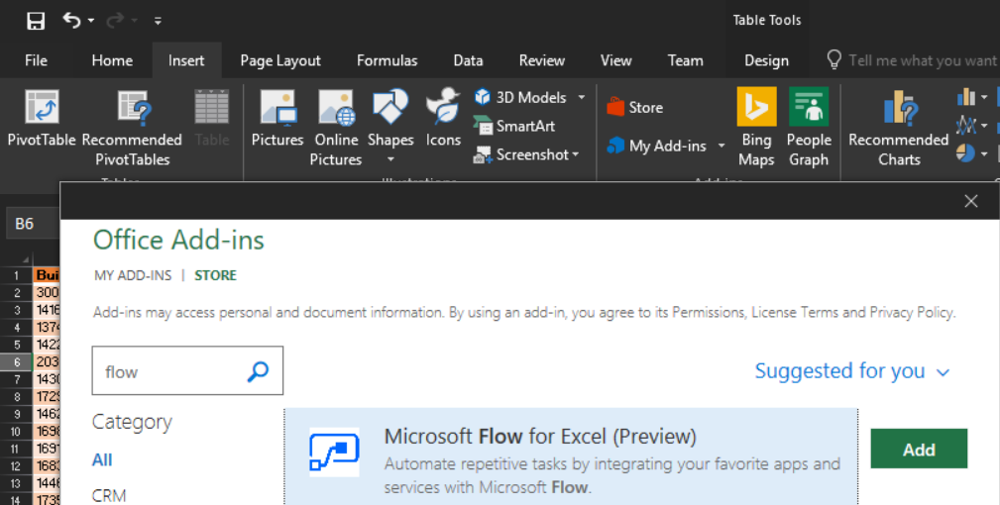 Table Tools
File Home Insert Page Layout Formulas Data Review View Team Design Tell me what you want
PivotTable Recommended PivotTables Table Pictures Online Pictures Shapes Icons
3D Models
SmartArt
Screenshot
Store
My Add-ins
Bing Maps People Graph Recommended Charts
Tables Illustrations Add-ins
B6
Office Add-ins
MY ADD-INS | STORE
Add-ins may access personal and document information. By using an add-in, you agree to its Permissions, License Terms and Privacy Policy.
flow
Suggested for you
Category
All
CRM
Microsoft Flow for Excel (Preview)
Automate repetitive tasks by integrating your favorite apps and
services with Microsoft Flow.
Add
1 Bui
2 300
3 1416
4 1374
5 1422
6 203
7 1430
8 1729
9 1462
10 1698
11 1697
12 1683
13 1446
14 1735